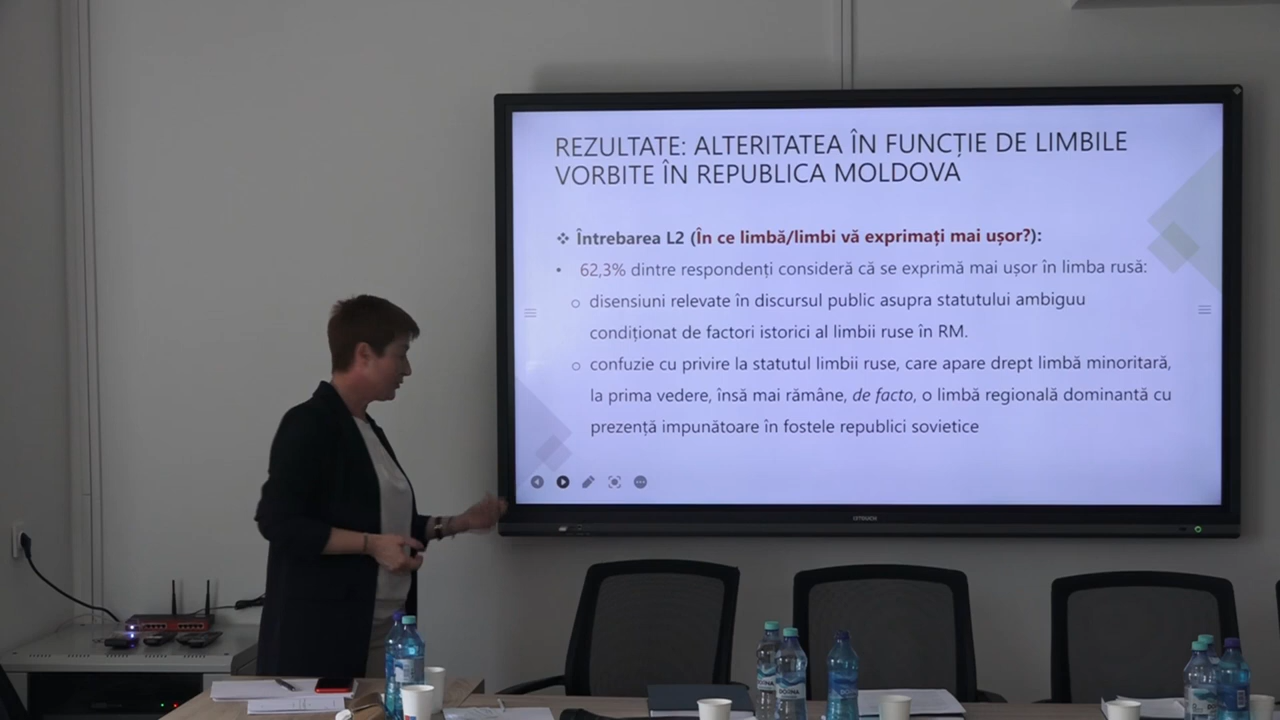 REZULTATE: ALTERITATEA ÎN FUNCȚIE DE LIMBILE
VORBITE ÎN REPUBLICA MOLDOVA
Întrebarea L2 (În ce limbă/limbi vă exprimați mai ușor?):
• 62,3% dintre respondenți consideră că se exprimă mai ușor în limba rusă:
o disensiuni relevate în discursul public asupra statutului ambiguu
condiționat de factori istorici al limbii ruse în RM.
o confuzie cu privire la statutul limbii ruse, care apare drept limbă minoritară,
la prima vedere, însă mai rămâne, de facto, o limbă regională dominantă cu
prezență impunătoare în fostele republici sovietice